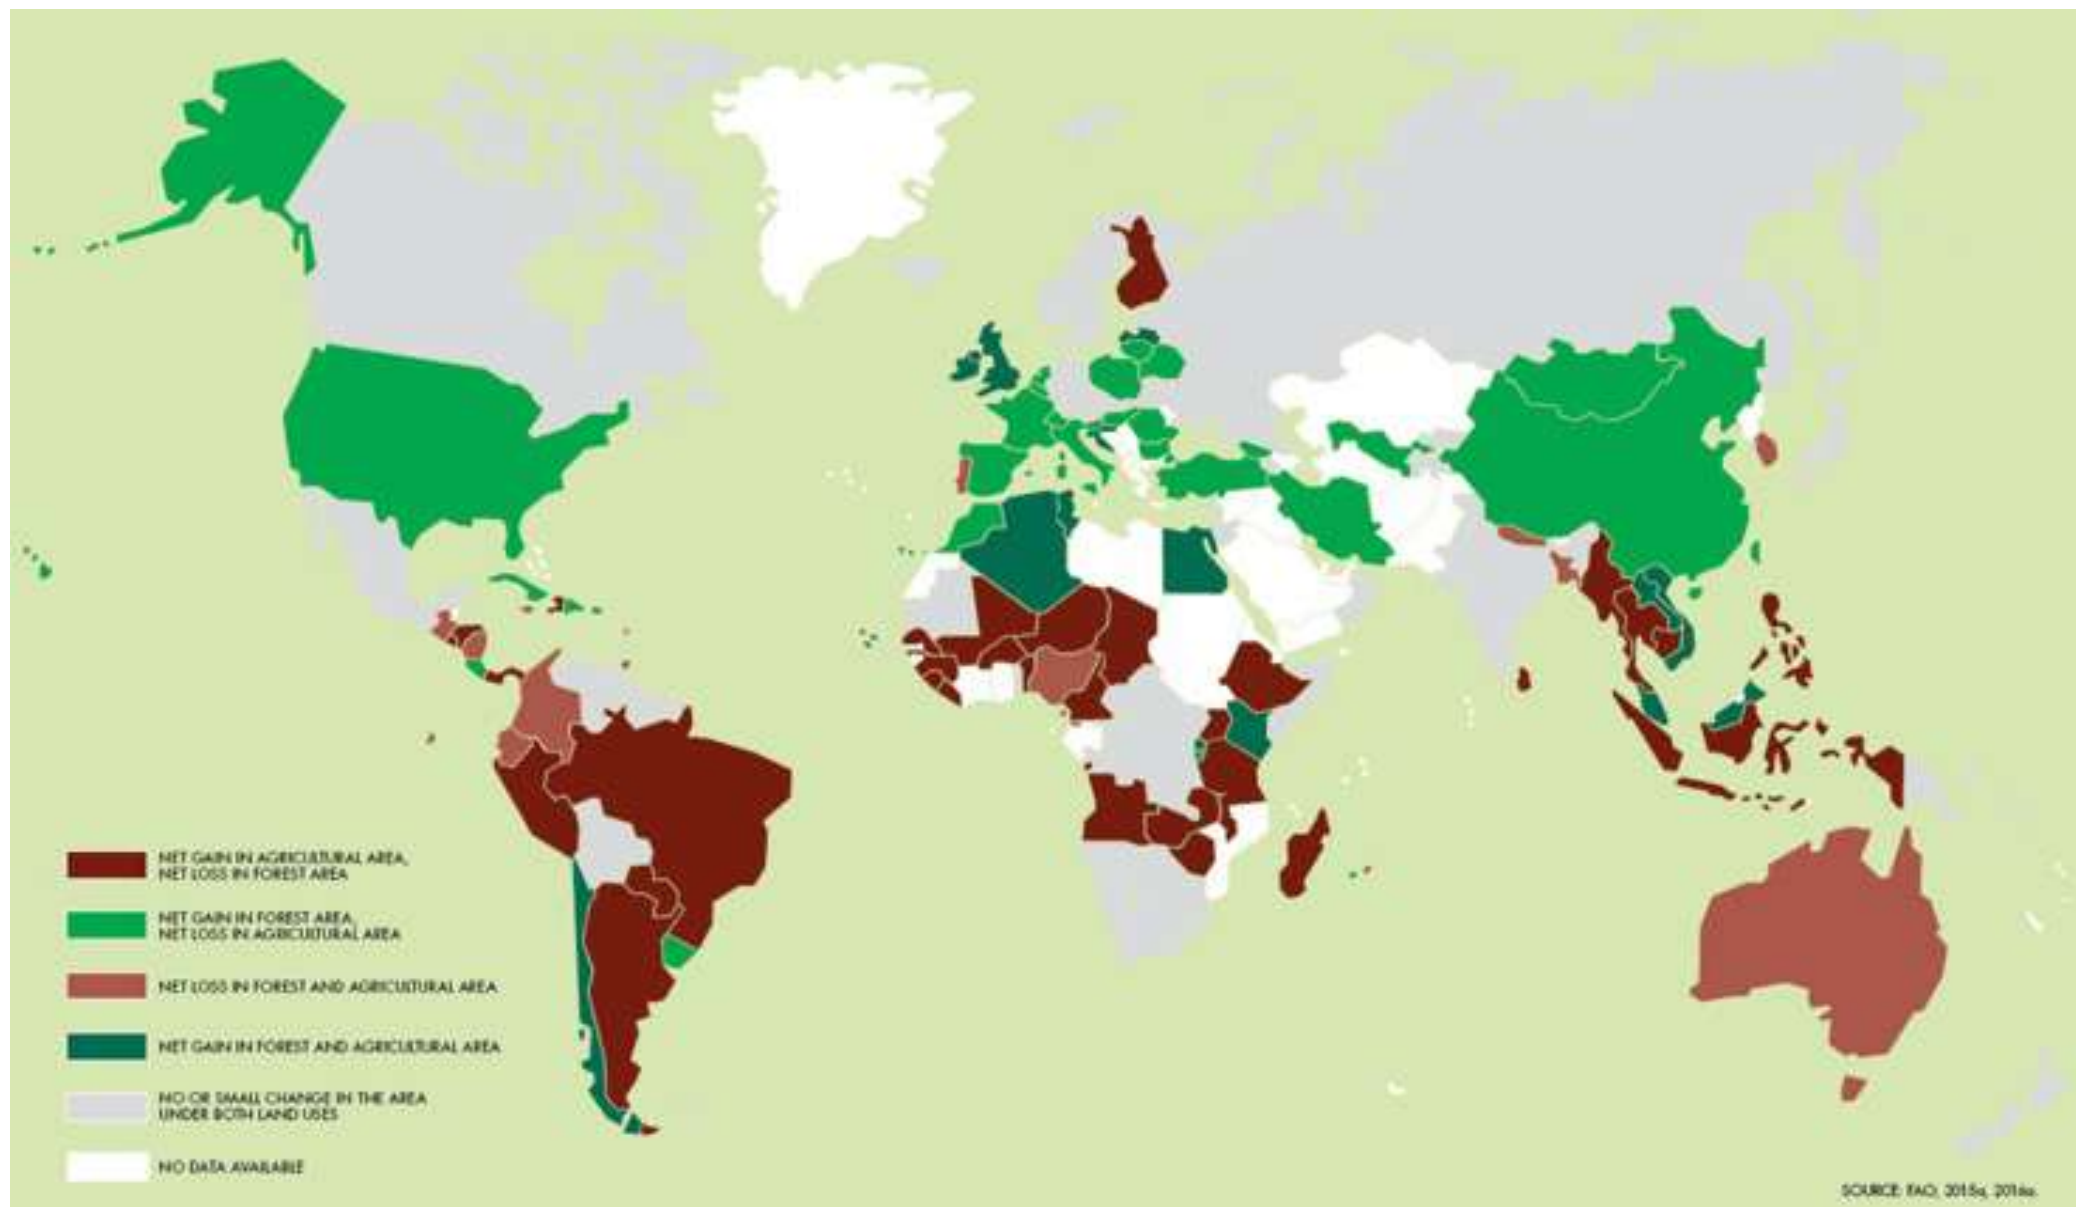 NET GAIN IN AGRICULTURAL AREA,
NET LOSS IN FOREST AREA
NET GAIN IN FOREST AREA,
NET LOSS IN AGRICULTURAL AREA
NET LOSS IN FOREST AND AGRICULTURAL AREA
NET GAIN IN FOREST AND AGRICULTURAL AREA
NO OR SMALL CHANGE IN THE AREA
UNDER BOTH LAND USES
NO DATA AVAILABLE
SOURCE: FAO, 2015a, 2016a.